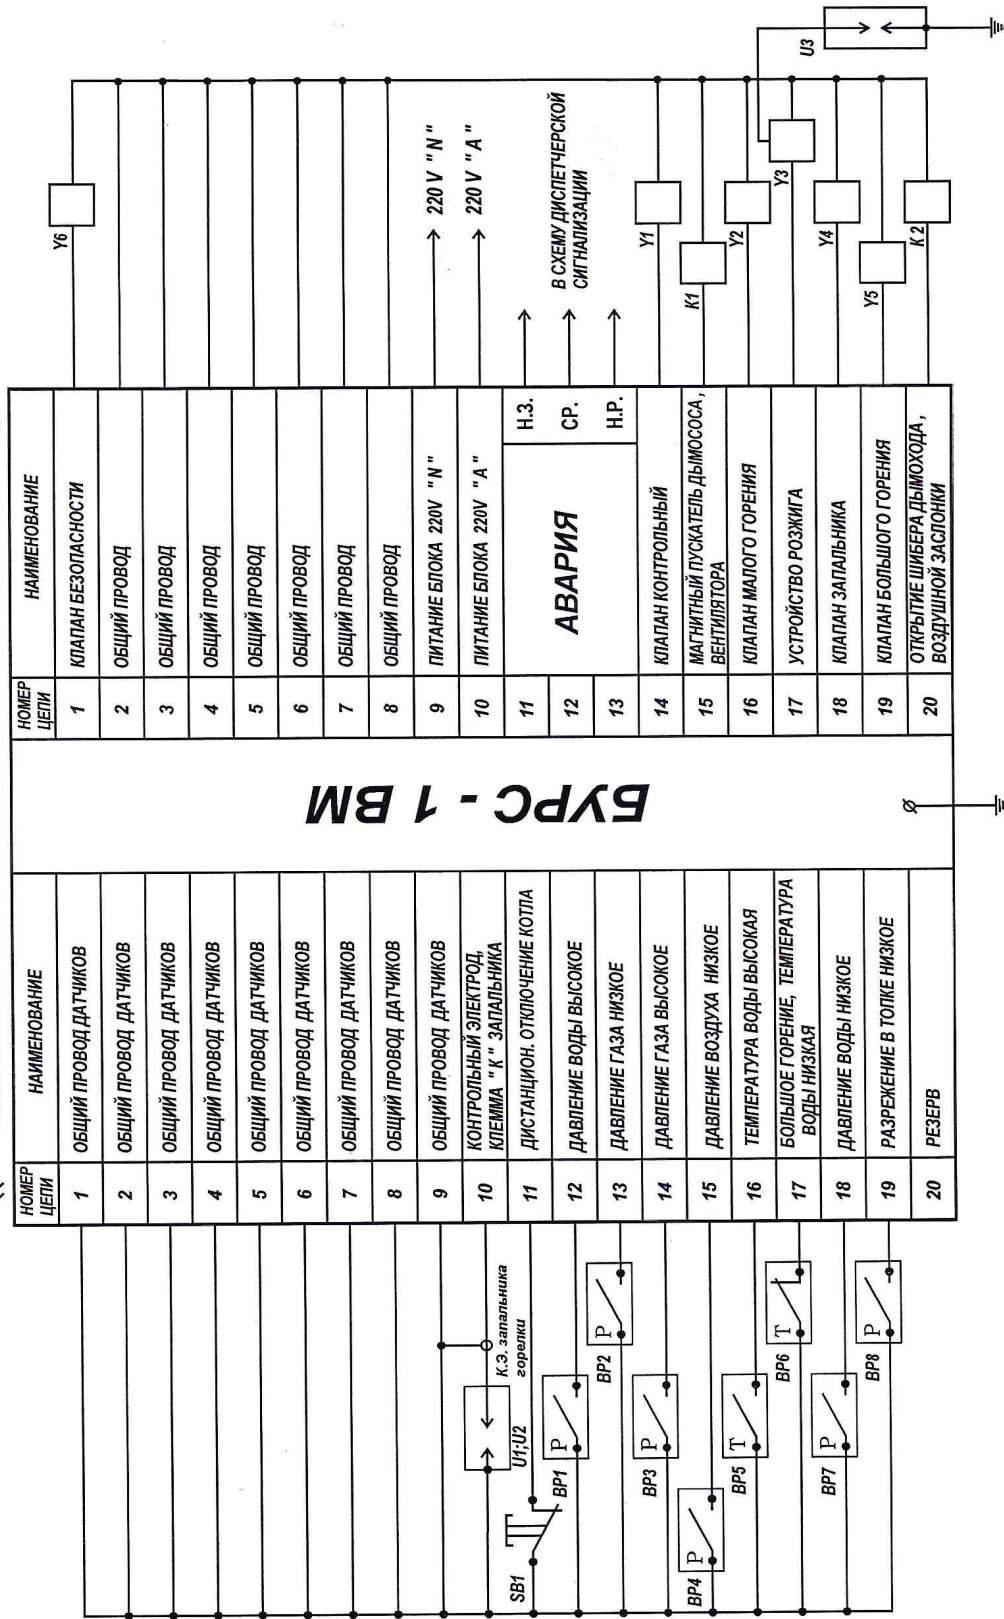 НОМЕР ЦЕПИ
НАИМЕНОВАНИЕ
1 ОБЩИЙ ПРОВОД ДАТЧИКОВ
2 ОБЩИЙ ПРОВОД ДАТЧИКОВ
3 ОБЩИЙ ПРОВОД ДАТЧИКОВ
4 ОБЩИЙ ПРОВОД ДАТЧИКОВ
5 ОБЩИЙ ПРОВОД ДАТЧИКОВ
6 ОБЩИЙ ПРОВОД ДАТЧИКОВ
7 ОБЩИЙ ПРОВОД ДАТЧИКОВ
8 ОБЩИЙ ПРОВОД ДАТЧИКОВ
9 ОБЩИЙ ПРОВОД ДАТЧИКОВ
10 КОНТРОЛЬНЫЙ ЭЛЕКТРОД,
КЛЕММА "К" ЗАПАЛЬНИКА
11 ДИСТАНЦИОН. ОТКЛЮЧЕНИЕ КОТЛА
12 ДАВЛЕНИЕ ВОДЫ ВЫСОКОЕ
13 ДАВЛЕНИЕ ГАЗА НИЗКОЕ
14 ДАВЛЕНИЕ ГАЗА ВЫСОКОЕ
15 ДАВЛЕНИЕ ВОЗДУХА НИЗКОЕ
16 ТЕМПЕРАТУРА ВОДЫ ВЫСОКАЯ
17 БОЛЬШОЕ ГОРЕНИЕ, ТЕМПЕРАТУРА
ВОДЫ НИЗКАЯ
18 ДАВЛЕНИЕ ВОДЫ НИЗКОЕ
19 РАЗРЕЖЕНИЕ В ТОПКЕ НИЗКОЕ
20 РЕЗЕРВ
К.Э. запальника
горелки
U1;U2
SB1
BP1
P
BP2
P
BP3
P
BP4
P
BP5
T
BP6
T
BP7
P
BP8
P
БУРС - 1 ВМ
НОМЕР ЦЕПИ
НАИМЕНОВАНИЕ
1 КЛАПАН БЕЗОПАСНОСТИ
2 ОБЩИЙ ПРОВОД
3 ОБЩИЙ ПРОВОД
4 ОБЩИЙ ПРОВОД
5 ОБЩИЙ ПРОВОД
6 ОБЩИЙ ПРОВОД
7 ОБЩИЙ ПРОВОД
8 ОБЩИЙ ПРОВОД
9 ПИТАНИЕ БЛОКА 220V "N"
10 ПИТАНИЕ БЛОКА 220V "A"
АВАРИЯ
11 Н.З.
12 СР.
13 Н.Р.
14 КЛАПАН КОНТРОЛЬНЫЙ
15 МАГНИТНЫЙ ПУСКАТЕЛЬ ДЫМОСОСА,
ВЕНТИЛЯТОРА
16 КЛАПАН МАЛОГО ГОРЕНИЯ
17 УСТРОЙСТВО РОЗЖИГА
18 КЛАПАН ЗАПАЛЬНИКА
19 КЛАПАН БОЛЬШОГО ГОРЕНИЯ
20 ОТКРЫТИЕ ШИБЕРА ДЫМОХОДА,
ВОЗДУШНОЙ ЗАСЛОНКИ
Y6
220 V "N"
220 V "A"
В СХЕМУ ДИСПЕТЧЕРСКОЙ
СИГНАЛИЗАЦИИ
Y1
K1
Y2
Y3
Y4
Y5
K2
U3